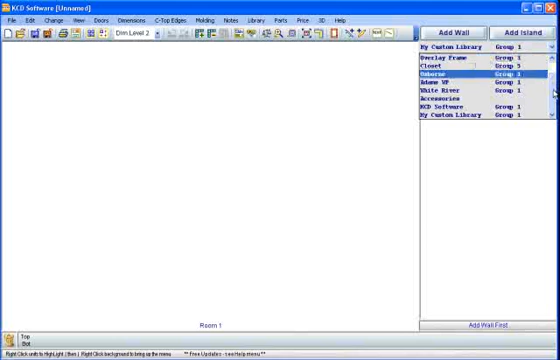 KCD Software [Unnamed]
File Edit Change View Doors Dimensions C-Top Edges Molding Notes Library Parts Price 3D Help
Dim Level 2
Add Wall Add Island
My Custom Library Group 1
Overlay Frame Group 1
Closet Group 5
Osborne Group 1
Adams WP Group 1
White River Group 1
Accessories
KCD Software Group 1
My Custom Library Group 1
Room 1
Add Wall First
Top
Bot
Right Click units to HighLight ( then ) Right Click background to bring up the menu ** Free Updates - see Help menu **